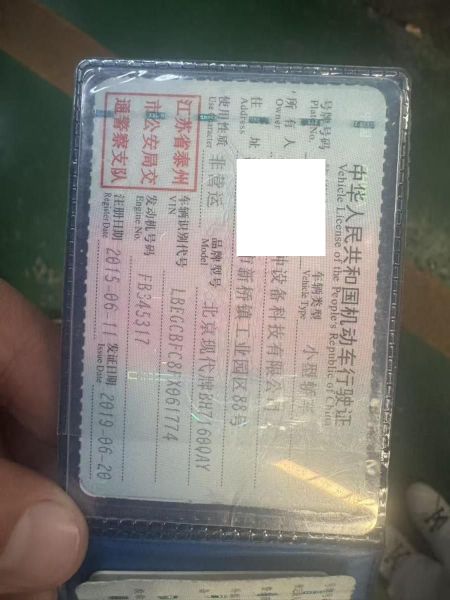 中华人民共和国机动车行驶证
Vehicle License of the People's Republic of China
号牌号码
Plate No.
车辆类型
Vehicle Type
小型轿车
所有人
Owner
设备科技有限公司
住址
Address
新桥镇工业园区88号
使用性质
Use Character
非营运
品牌型号
Model
北京现代牌BH7160QAY
江苏省泰州
市公安局交
通警察支队
车辆识别代号
VIN
发动机号码
Engine No.
FB345317
注册日期
Register Date
2015-06-11
发证日期
Issue Date
2019-06-20